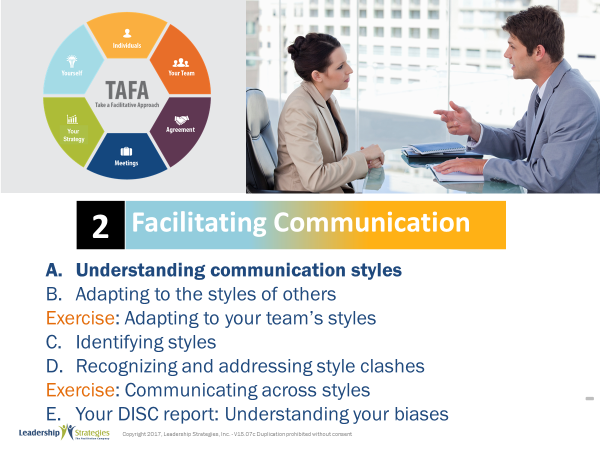 Individuals
Yourself
Your Team
TAFA
Take a Facilitative Approach
Your
Strategy
Agreement
Meetings
2 Facilitating Communication
A. Understanding communication styles
B. Adapting to the styles of others
Exercise: Adapting to your team's styles
C. Identifying styles
D. Recognizing and addressing style clashes
Exercise: Communicating across styles
E. Your DISC report: Understanding your biases
Leadership Strategies
The Facilitation Company
Copyright 2017, Leadership Strategies, Inc. - V15.07c Duplication prohibited without consent